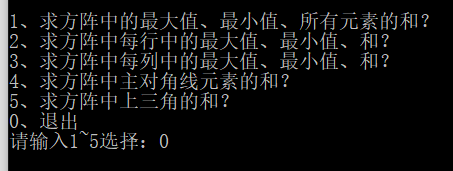 1、求方阵中的最大值、最小值、所有元素的和?
2、求方阵中每行中的最大值、最小值、和?
3、求方阵中每列中的最大值、最小值、和?
4、求方阵中主对角线元素的和?
5、求方阵中上三角的和?
0、退出
请输入1~5选择：0